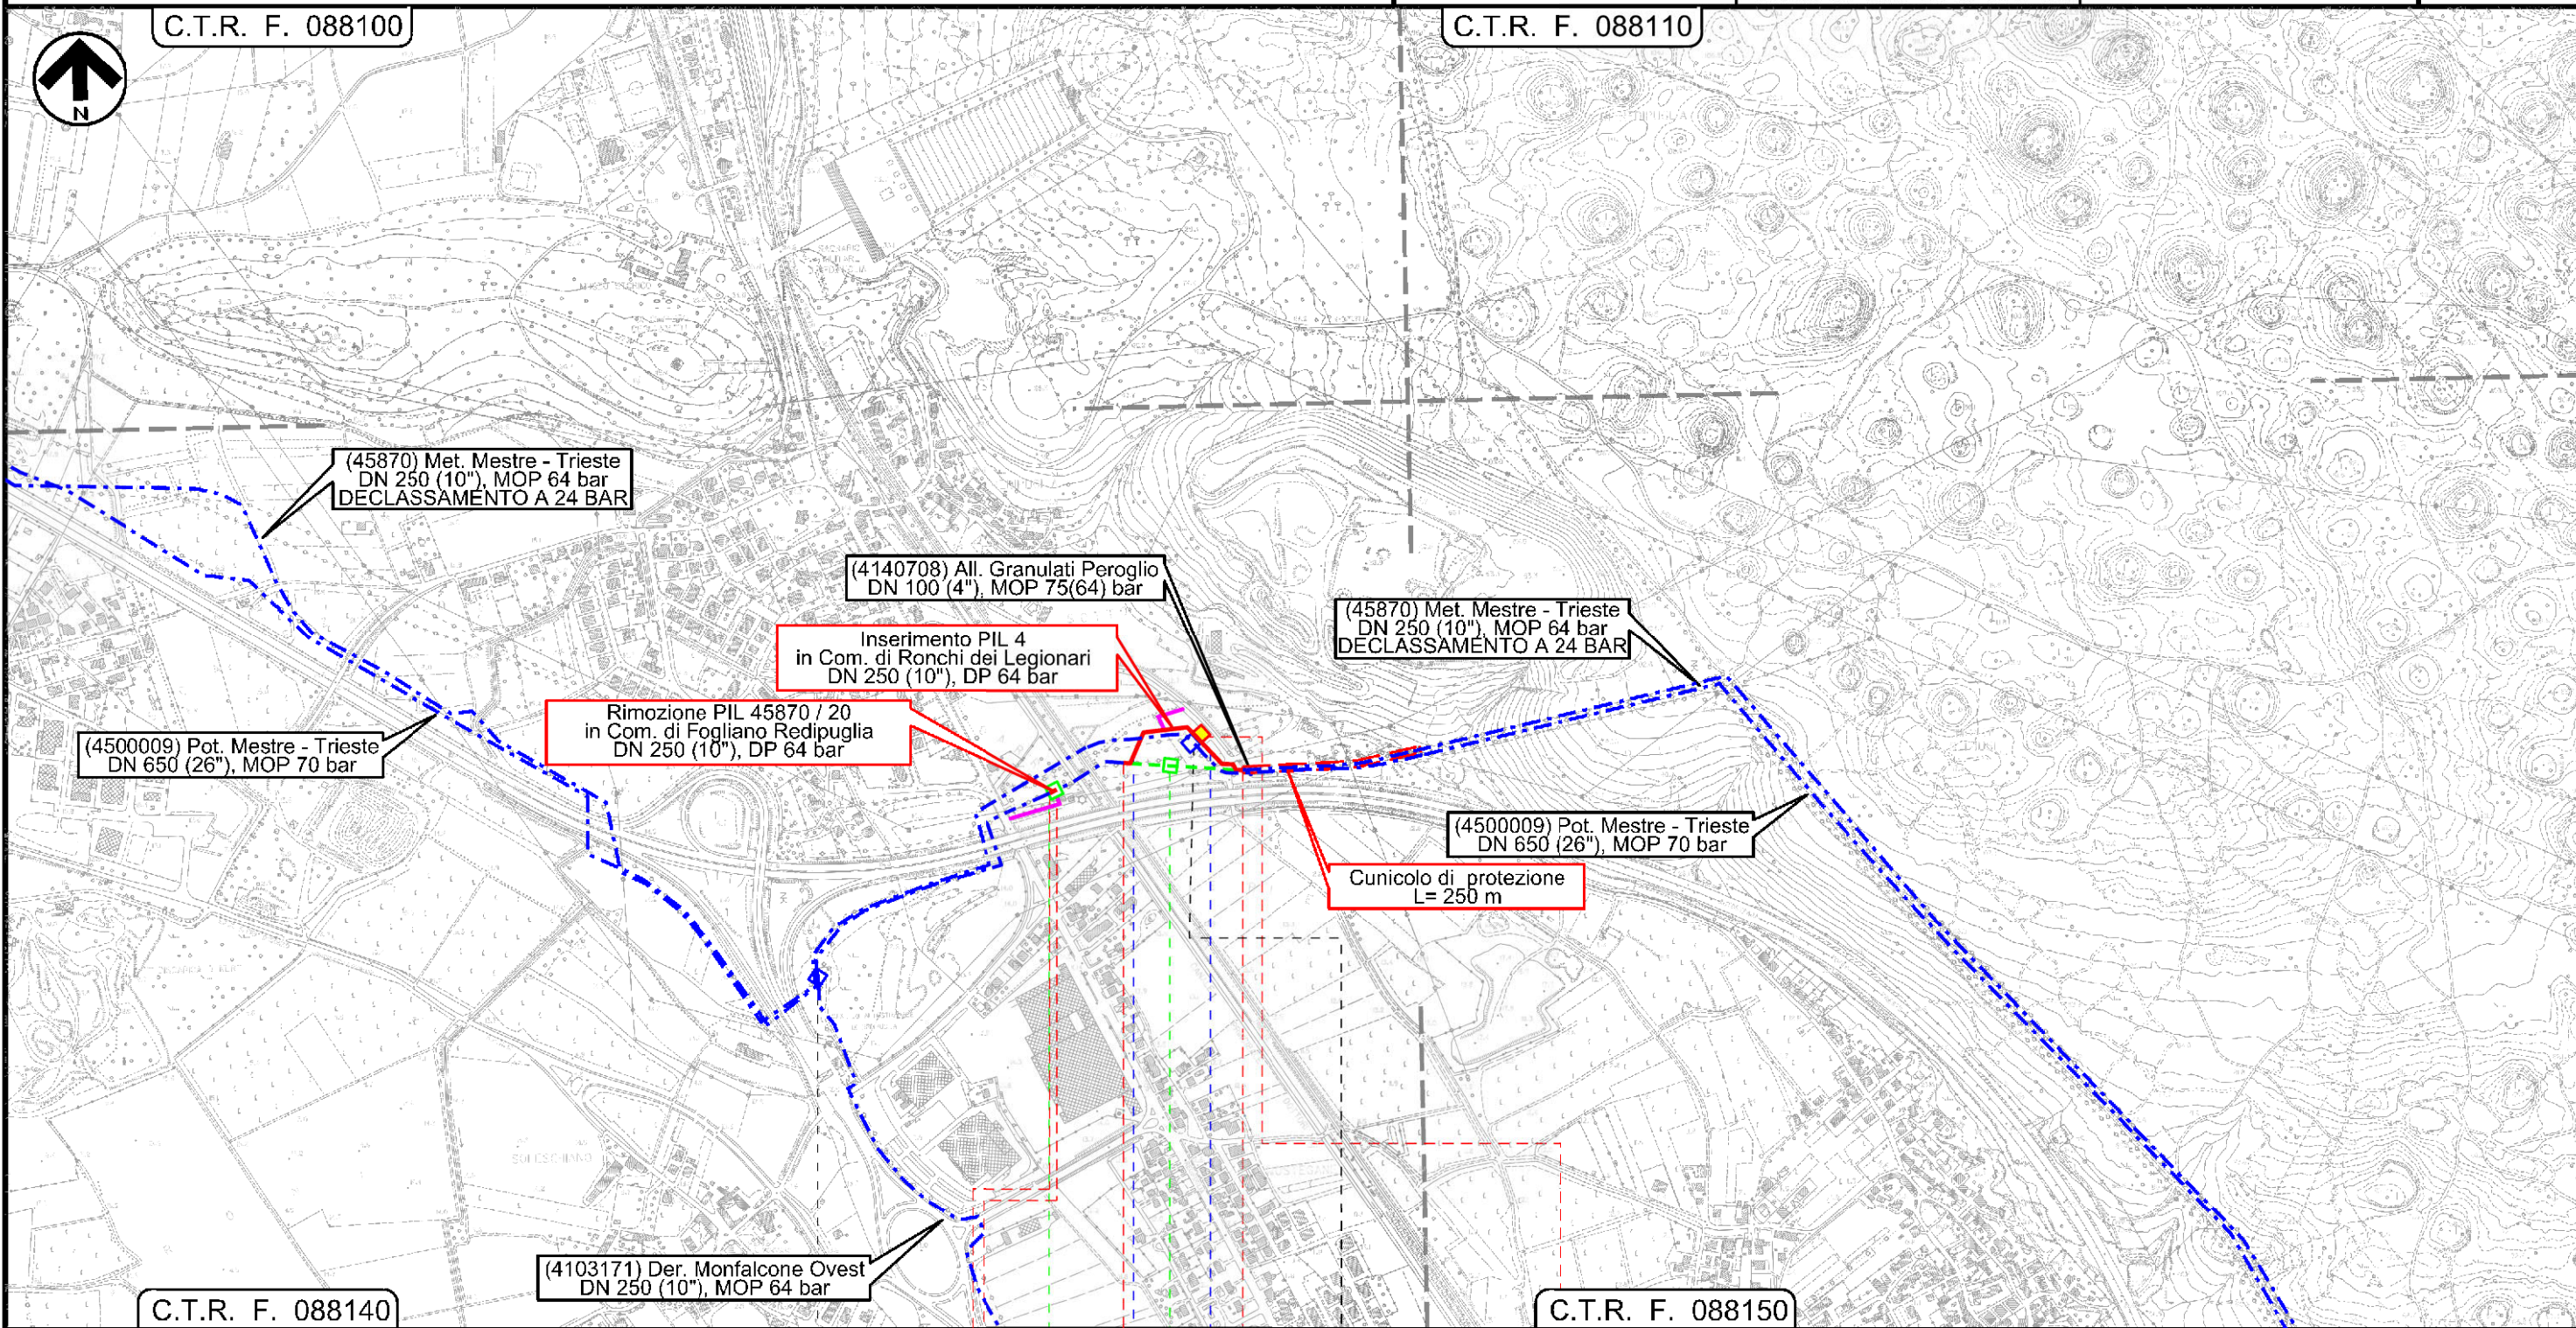 C.T.R. F. 088100
C.T.R. F. 088110
N
(45870) Met. Mestre - Trieste
DN 250 (10"), MOP 64 bar
DECLASSAMENTO A 24 BAR
(4140708) All. Granulati Peroglio
DN 100 (4"), MOP 75(64) bar
(45870) Met. Mestre - Trieste
DN 250 (10"), MOP 64 bar
DECLASSAMENTO A 24 BAR
Inserimento PIL 4
in Com. di Ronchi dei Legionari
DN 250 (10"), DP 64 bar
Rimozione PIL 45870 / 20
in Com. di Fogliano Redipuglia
DN 250 (10"), DP 64 bar
(4500009) Pot. Mestre - Trieste
DN 650 (26"), MOP 70 bar
(4500009) Pot. Mestre - Trieste
DN 650 (26"), MOP 70 bar
Cunicolo di protezione
L= 250 m
(4103171) Der. Monfalcone Ovest
DN 250 (10"), MOP 64 bar
C.T.R. F. 088140
C.T.R. F. 088150